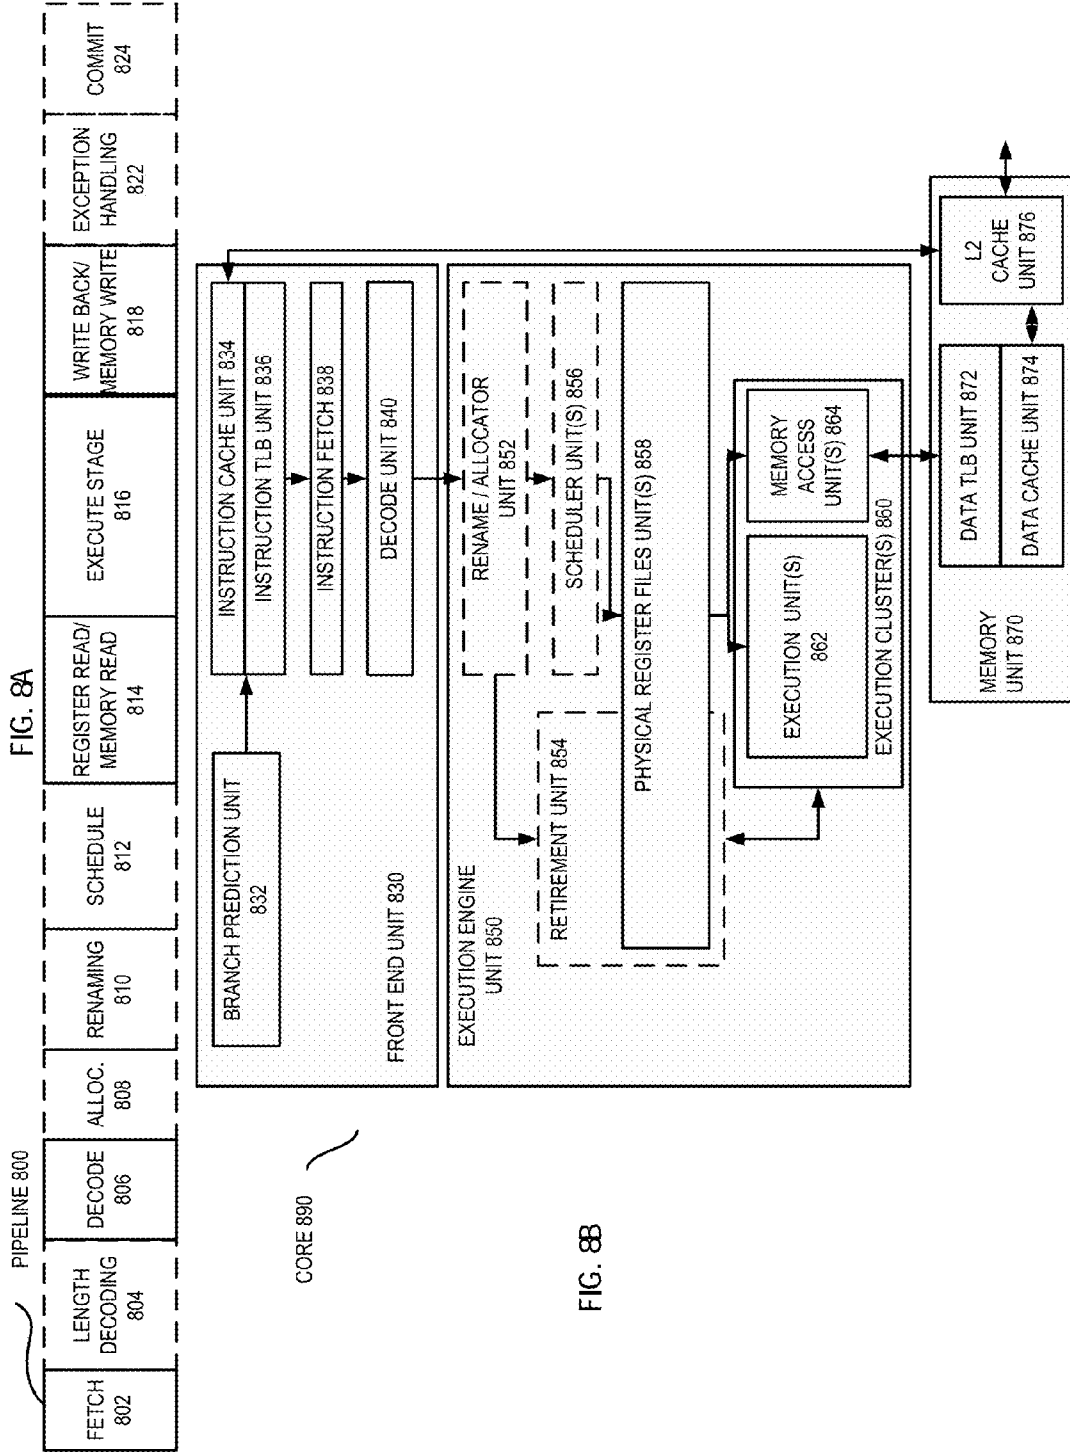 FIG. 8A
PIPELINE 800
FETCH
802
LENGTH
DECODING
804
DECODE
806
ALLOC.
808
RENAMING
810
SCHEDULE
812
REGISTER READ/
MEMORY READ
814
EXECUTE STAGE
816
WRITE BACK/
MEMORY WRITE
818
EXCEPTION
HANDLING
822
COMMIT
824
CORE 890
BRANCH PREDICTION UNIT
832
INSTRUCTION CACHE UNIT 834
INSTRUCTION TLB UNIT 836
INSTRUCTION FETCH 838
DECODE UNIT 840
FRONT END UNIT 830
EXECUTION ENGINE
UNIT 850
RENAME / ALLOCATOR
UNIT 852
SCHEDULER UNIT(S) 856
RETIREMENT UNIT 854
PHYSICAL REGISTER FILES UNIT(S) 858
EXECUTION UNIT(S)
862
MEMORY
ACCESS
UNIT(S) 864
EXECUTION CLUSTER(S) 860
MEMORY
UNIT 870
DATA TLB UNIT 872
DATA CACHE UNIT 874
L2
CACHE
UNIT 876
FIG. 8B